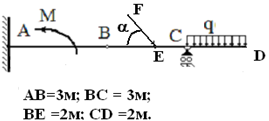 F
M
α
q
A
B
C
E
D
AB=3м; BC = 3м;
BE =2м; CD =2м.